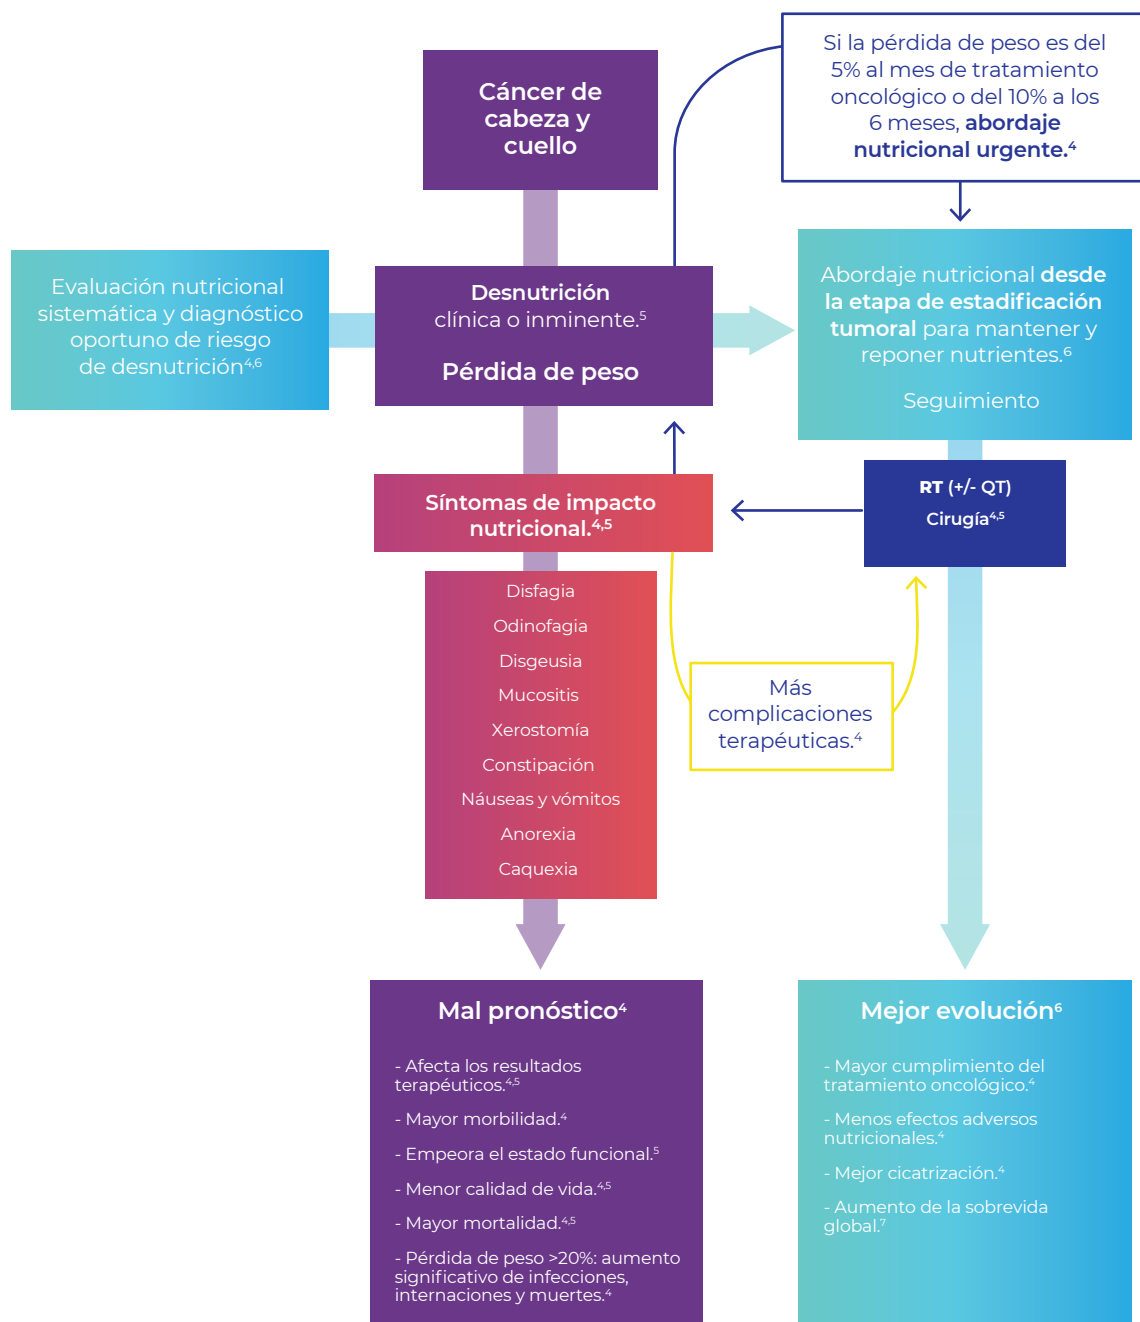 Cáncer de
cabeza y
cuello
Si la pérdida de peso es del
5% al mes de tratamiento
oncológico o del 10% a los
6 meses, abordaje
nutricional urgente.⁴
Evaluación nutricional
sistemática y diagnóstico
oportuno de riesgo
de desnutrición⁴,⁶
Desnutrición
clínica o inminente.⁵
Pérdida de peso
Abordaje nutricional desde
la etapa de estadificación
tumoral para mantener y
reponer nutrientes.⁶
Seguimiento
Síntomas de impacto
nutricional.⁴,⁵
RT (+/- QT)
Cirugía⁴,⁵
Disfagia
Odinofagia
Disgeusia
Mucositis
Xerostomía
Constipación
Náuseas y vómitos
Anorexia
Caquexia
Más
complicaciones
terapéuticas.⁴
Mal pronóstico⁴
- Afecta los resultados
terapéuticos.⁴,⁵
- Mayor morbilidad.⁴
- Empeora el estado funcional.⁵
- Menor calidad de vida.⁴,⁵
- Mayor mortalidad.⁴,⁵
- Pérdida de peso >20%: aumento
significativo de infecciones,
internaciones y muertes.⁴
Mejor evolución⁶
- Mayor cumplimiento del
tratamiento oncológico.⁴
- Menos efectos adversos
nutricionales.⁴
- Mejor cicatrización.⁴
- Aumento de la sobrevida
global.⁷